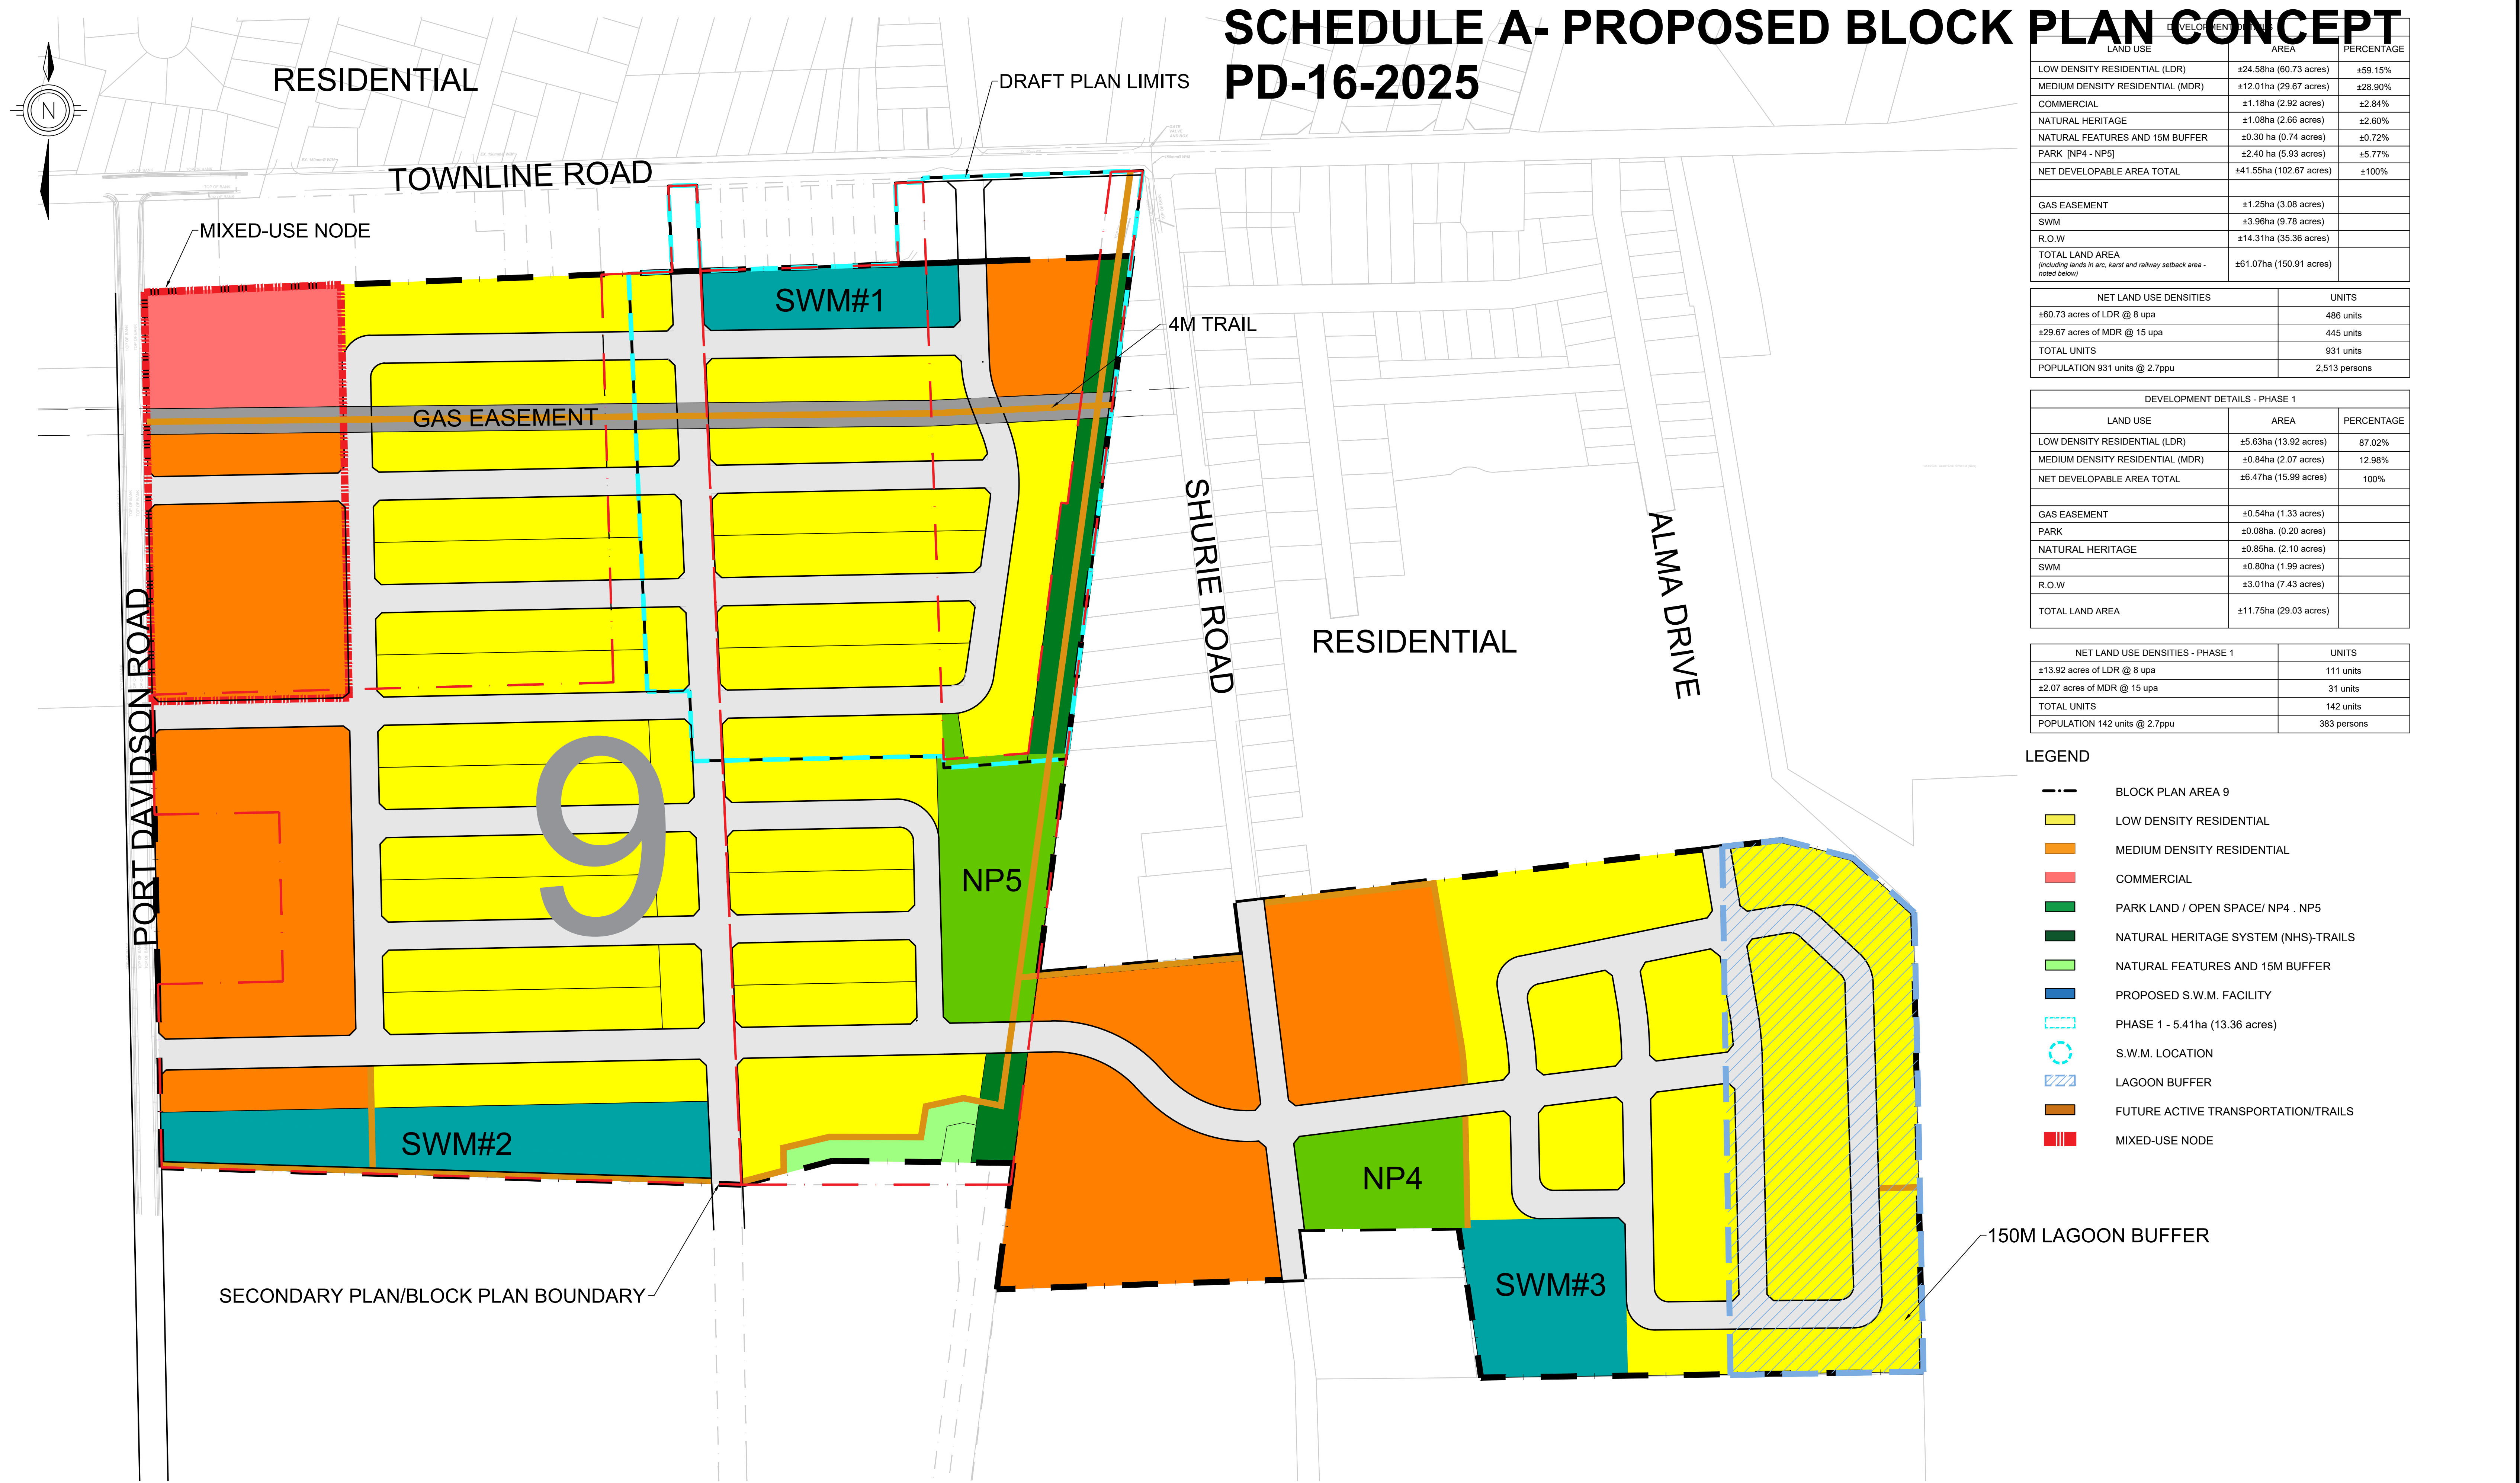 SCHEDULE A- PROPOSED BLOCK PLAN CONCEPT
PD-16-2025
N
RESIDENTIAL
DRAFT PLAN LIMITS
TOWNLINE ROAD
MIXED-USE NODE
SWM#1
4M TRAIL
GAS EASEMENT
SHURIE ROAD
ALMA DRIVE
RESIDENTIAL
PORT DAVIDSON ROAD
9
NP5
NP4
SWM#2
SWM#3
SECONDARY PLAN/BLOCK PLAN BOUNDARY
150M LAGOON BUFFER
DEVELOPMENT DETAILS
LAND USE AREA PERCENTAGE
LOW DENSITY RESIDENTIAL (LDR) ±24.58ha (60.73 acres) ±59.15%
MEDIUM DENSITY RESIDENTIAL (MDR) ±12.01ha (29.67 acres) ±28.90%
COMMERCIAL ±1.18ha (2.92 acres) ±2.84%
NATURAL HERITAGE ±1.08ha (2.66 acres) ±2.60%
NATURAL FEATURES AND 15M BUFFER ±0.30 ha (0.74 acres) ±0.72%
PARK [NP4 - NP5] ±2.40 ha (5.93 acres) ±5.77%
NET DEVELOPABLE AREA TOTAL ±41.55ha (102.67 acres) ±100%
GAS EASEMENT ±1.25ha (3.08 acres)
SWM ±3.96ha (9.78 acres)
R.O.W ±14.31ha (35.36 acres)
TOTAL LAND AREA ±61.07ha (150.91 acres)
(including lands in arc, karst and railway setback area -
noted below)
NET LAND USE DENSITIES UNITS
±60.73 acres of LDR @ 8 upa 486 units
±29.67 acres of MDR @ 15 upa 445 units
TOTAL UNITS 931 units
POPULATION 931 units @ 2.7ppu 2,513 persons
DEVELOPMENT DETAILS - PHASE 1
LAND USE AREA PERCENTAGE
LOW DENSITY RESIDENTIAL (LDR) ±5.63ha (13.92 acres) 87.02%
MEDIUM DENSITY RESIDENTIAL (MDR) ±0.84ha (2.07 acres) 12.98%
NET DEVELOPABLE AREA TOTAL ±6.47ha (15.99 acres) 100%
GAS EASEMENT ±0.54ha (1.33 acres)
PARK ±0.08ha. (0.20 acres)
NATURAL HERITAGE ±0.85ha. (2.10 acres)
SWM ±0.80ha (1.99 acres)
R.O.W ±3.01ha (7.43 acres)
TOTAL LAND AREA ±11.75ha (29.03 acres)
NET LAND USE DENSITIES - PHASE 1 UNITS
±13.92 acres of LDR @ 8 upa 111 units
±2.07 acres of MDR @ 15 upa 31 units
TOTAL UNITS 142 units
POPULATION 142 units @ 2.7ppu 383 persons
LEGEND
BLOCK PLAN AREA 9
LOW DENSITY RESIDENTIAL
MEDIUM DENSITY RESIDENTIAL
COMMERCIAL
PARK LAND / OPEN SPACE/ NP4 . NP5
NATURAL HERITAGE SYSTEM (NHS)-TRAILS
NATURAL FEATURES AND 15M BUFFER
PROPOSED S.W.M. FACILITY
PHASE 1 - 5.41ha (13.36 acres)
S.W.M. LOCATION
LAGOON BUFFER
FUTURE ACTIVE TRANSPORTATION/TRAILS
MIXED-USE NODE